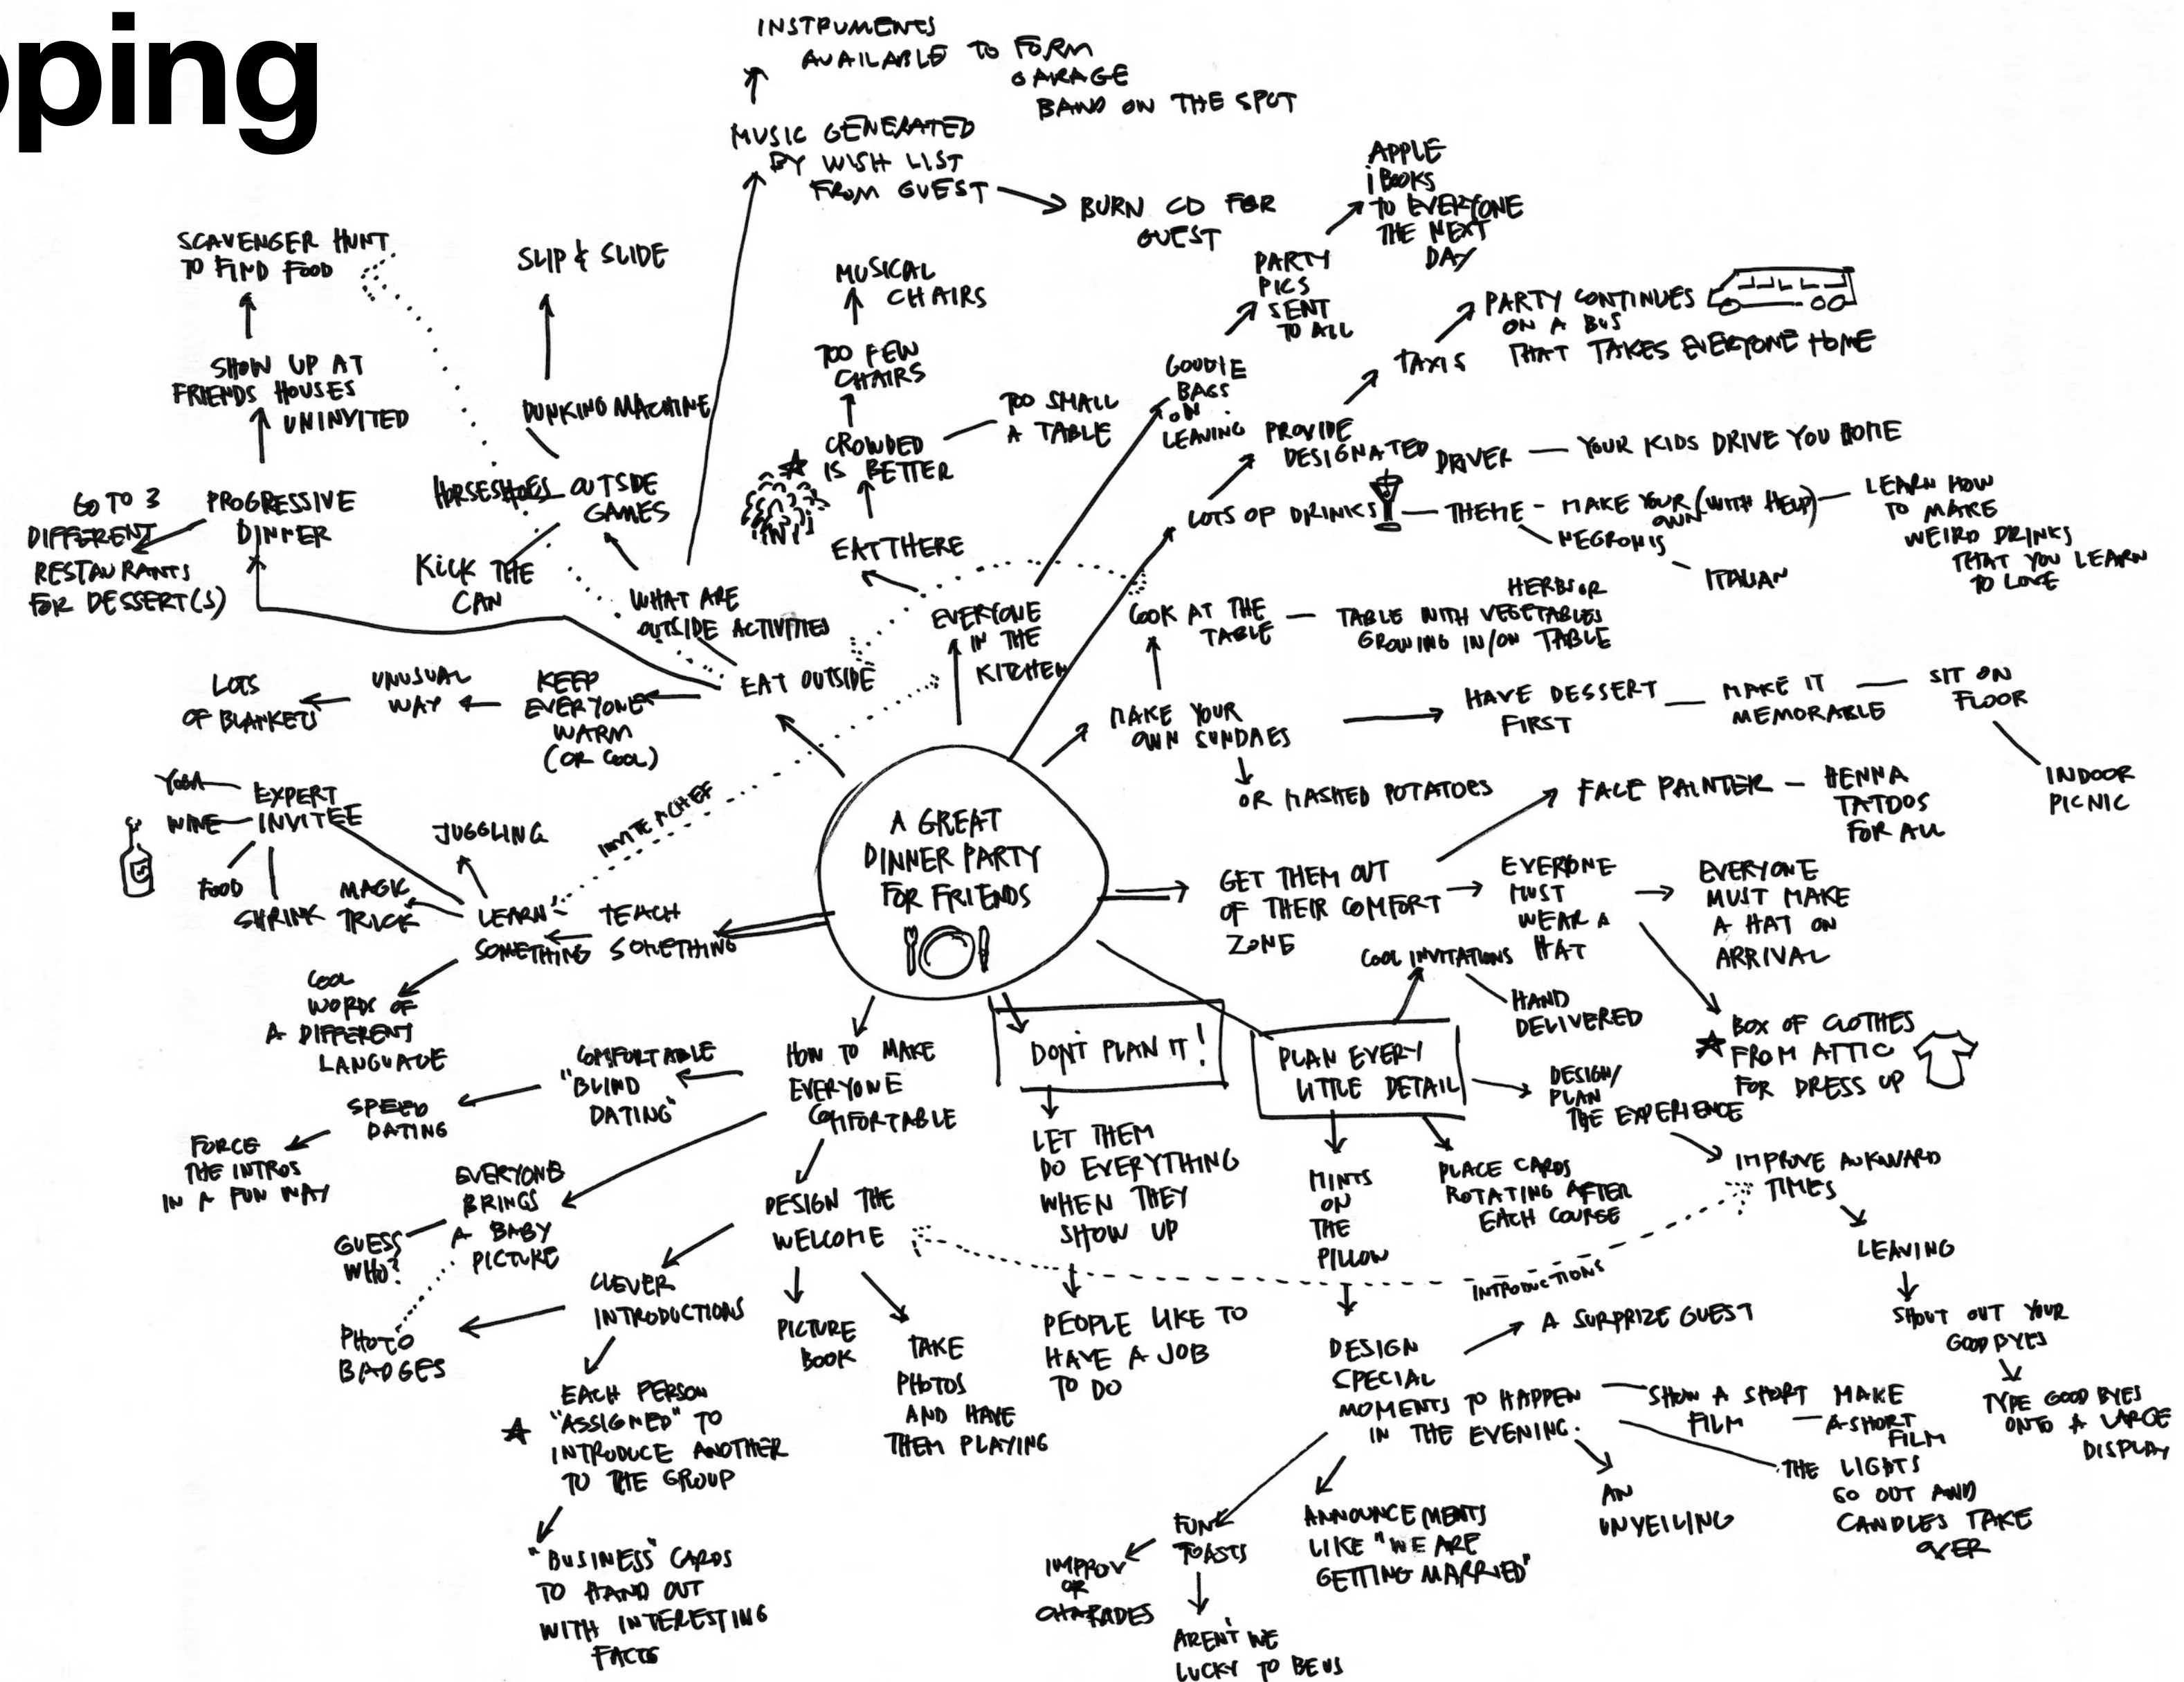 pping
INSTRUMENTS
AVAILABLE TO FORM
GARAGE
BAND ON THE SPOT
MUSIC GENERATED
BY WISH LIST
FROM GUEST
BURN CD FOR
GUEST
APPLE
iBOOKS
TO EVERYONE
THE NEXT
DAY
PARTY
PICS
SENT
TO ALL
GOODIE
BAGS
ON
LEAVING
SCAVENGER HUNT
TO FIND FOOD
SHOW UP AT
FRIENDS HOUSES
UNINVITED
PROGRESSIVE
DINNER
GO TO 3
DIFFERENT
RESTAURANTS
FOR DESSERT(S)
SLIP & SLIDE
DUNKING MACHINE
HORSESHOES
OUTSIDE
GAMES
KICK THE
CAN
WHAT ARE
OUTSIDE ACTIVITIES
MUSICAL
CHAIRS
TOO FEW
CHAIRS
CROWDED
IS BETTER
TOO SMALL
A TABLE
EAT THERE
EVERYONE
IN THE
KITCHEN
PARTY CONTINUES
ON A BUS
THAT TAKES EVERYONE HOME
TAXIS
PROVIDE
DESIGNATED DRIVER
YOUR KIDS DRIVE YOU HOME
LOTS OF DRINKS
THEME
MAKE YOUR OWN (WITH HELP)
LEARN HOW
TO MAKE
WEIRD DRINKS
THAT YOU LEARN
TO LOVE
NEGRONIS
ITALIAN
COOK AT THE
TABLE
HERBS OR
TABLE WITH VEGETABLES
GROWING IN/ON TABLE
EAT OUTSIDE
KEEP
EVERYONE
WARM
(OR COOL)
UNUSUAL
WAY
LOTS
OF BLANKETS
MAKE YOUR
OWN SUNDAES
HAVE DESSERT
FIRST
MAKE IT
MEMORABLE
SIT ON
FLOOR
INDOOR
PICNIC
OR MASHED POTATOES
FACE PAINTER
HENNA
TATOOS
FOR ALL
YOGA
EXPERT
INVITEE
WINE
FOOD
SHRINK
MAGIC
TRICK
JUGGLING
INVITE A CHEF
LEARN
SOMETHING
TEACH
SOMETHING
COOL
WORDS OF
A DIFFERENT
LANGUAGE
A GREAT
DINNER PARTY
FOR FRIENDS
GET THEM OUT
OF THEIR COMFORT
ZONE
EVERYONE
MUST
WEAR A
HAT
EVERYONE
MUST MAKE
A HAT ON
ARRIVAL
BOX OF CLOTHES
FROM ATTIC
FOR DRESS UP
COOL INVITATIONS
HAND
DELIVERED
PLAN EVERY
LITTLE DETAIL
DESIGN/
PLAN
THE EXPERIENCE
IMPROVE AWKWARD
TIMES
LEAVING
SHOUT OUT YOUR
GOOD BYES
TYPE GOOD BYES
ONTO A LARGE
DISPLAY
MINTS
ON
THE
PILLOW
PLACE CARDS
ROTATING AFTER
EACH COURSE
INTRODUCTIONS
DON'T PLAN IT!
LET THEM
DO EVERYTHING
WHEN THEY
SHOW UP
PEOPLE LIKE TO
HAVE A JOB
TO DO
HOW TO MAKE
EVERYONE
COMFORTABLE
COMFORTABLE
"BLIND
DATING"
SPEED
DATING
FORCE
THE INTROS
IN A FUN WAY
EVERYONE
BRINGS
A BABY
PICTURE
GUESS
WHO?
DESIGN THE
WELCOME
CLEVER
INTRODUCTIONS
PHOTO
BADGES
PICTURE
BOOK
TAKE
PHOTOS
AND HAVE
THEM PLAYING
EACH PERSON
"ASSIGNED" TO
INTRODUCE ANOTHER
TO THE GROUP
"BUSINESS" CARDS
TO HAND OUT
WITH INTERESTING
FACTS
DESIGN
SPECIAL
MOMENTS TO HAPPEN
IN THE EVENING.
A SURPRIZE GUEST
SHOW A SHORT
FILM
MAKE
A SHORT
FILM
THE LIGHTS
GO OUT AND
CANDLES TAKE
OVER
AN
UNVEILING
ANNOUNCEMENTS
LIKE "WE ARE
GETTING MARRIED"
FUN
TOASTS
IMPROV
OR
CHARADES
AREN'T WE
LUCKY TO BE US